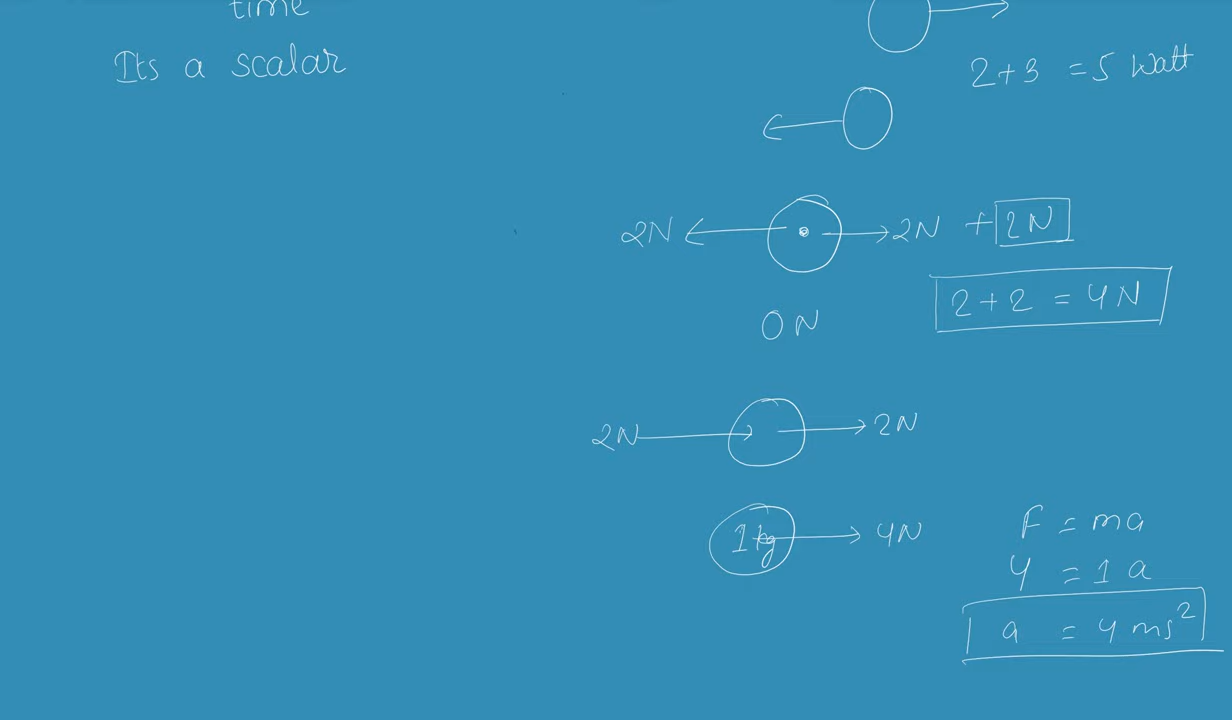 time
Its a scalar
2+3 = 5 Watt
2N 2N + 2N
2 + 2 = 4N
0N
2N 2N
1kg 4N
F = ma
4 = 1 a
a = 4 ms²